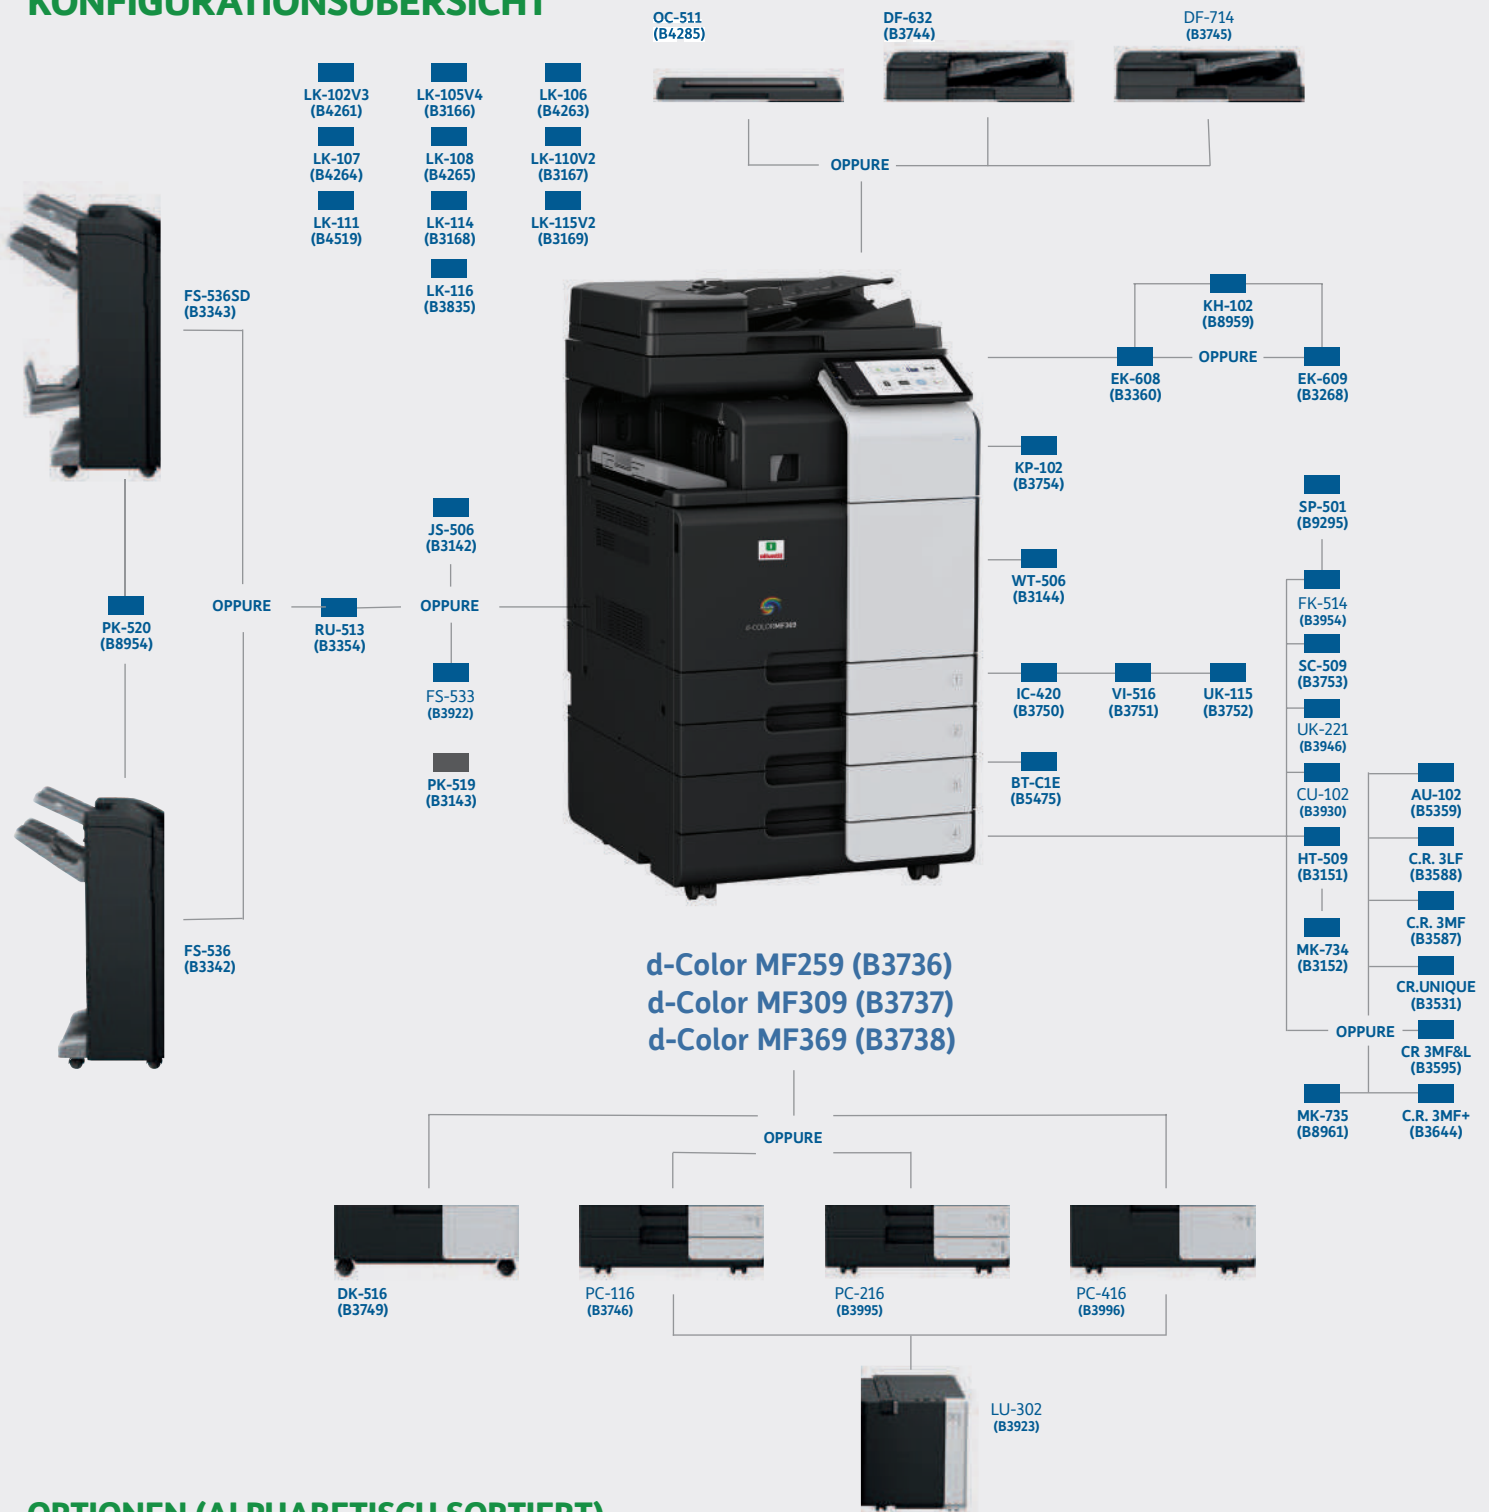 KONFIGURATIONSÜBERSICHT
OC-511
(B4285)
DF-632
(B3744)
DF-714
(B3745)
OPPURE
LK-102V3
(B4261)
LK-105V4
(B3166)
LK-106
(B4263)
LK-107
(B4264)
LK-108
(B4265)
LK-110V2
(B3167)
LK-111
(B4519)
LK-114
(B3168)
LK-115V2
(B3169)
LK-116
(B3835)
FS-536SD
(B3343)
KH-102
(B8959)
EK-608
(B3360)
OPPURE
EK-609
(B3268)
KP-102
(B3754)
SP-501
(B9295)
JS-506
(B3142)
WT-506
(B3144)
PK-520
(B8954)
OPPURE
RU-513
(B3354)
OPPURE
FS-533
(B3922)
PK-519
(B3143)
olivetti
d-COLOR MF309
1
2
3
4
IC-420
(B3750)
VI-516
(B3751)
UK-115
(B3752)
BT-C1E
(B5475)
FK-514
(B3954)
SC-509
(B3753)
UK-221
(B3946)
CU-102
(B3930)
HT-509
(B3151)
MK-734
(B3152)
AU-102
(B5359)
C.R. 3LF
(B3588)
C.R. 3MF
(B3587)
CR.UNIQUE
(B3531)
OPPURE
CR 3MF&L
(B3595)
MK-735
(B8961)
C.R. 3MF+
(B3644)
FS-536
(B3342)
d-Color MF259 (B3736)
d-Color MF309 (B3737)
d-Color MF369 (B3738)
OPPURE
DK-516
(B3749)
PC-116
(B3746)
PC-216
(B3995)
PC-416
(B3996)
LU-302
(B3923)
OPTIONEN (ALPHABETISCH SORTIERT)